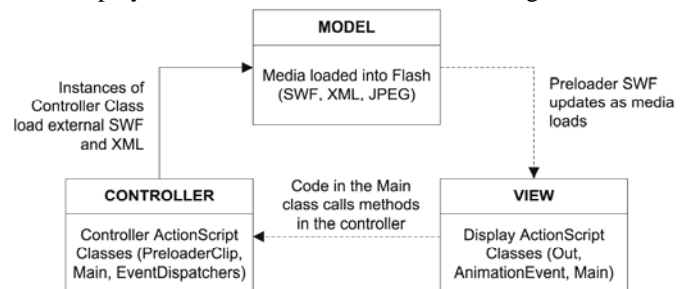 MODEL
Media loaded into Flash
(SWF, XML, JPEG)
Instances of
Controller Class
load external SWF
and XML
Preloader SWF
updates as media
loads
CONTROLLER
Controller ActionScript
Classes (PreloaderClip,
Main, EventDispatchers)
Code in the Main
class calls methods
in the controller
VIEW
Display ActionScript
Classes (Out,
AnimationEvent, Main)